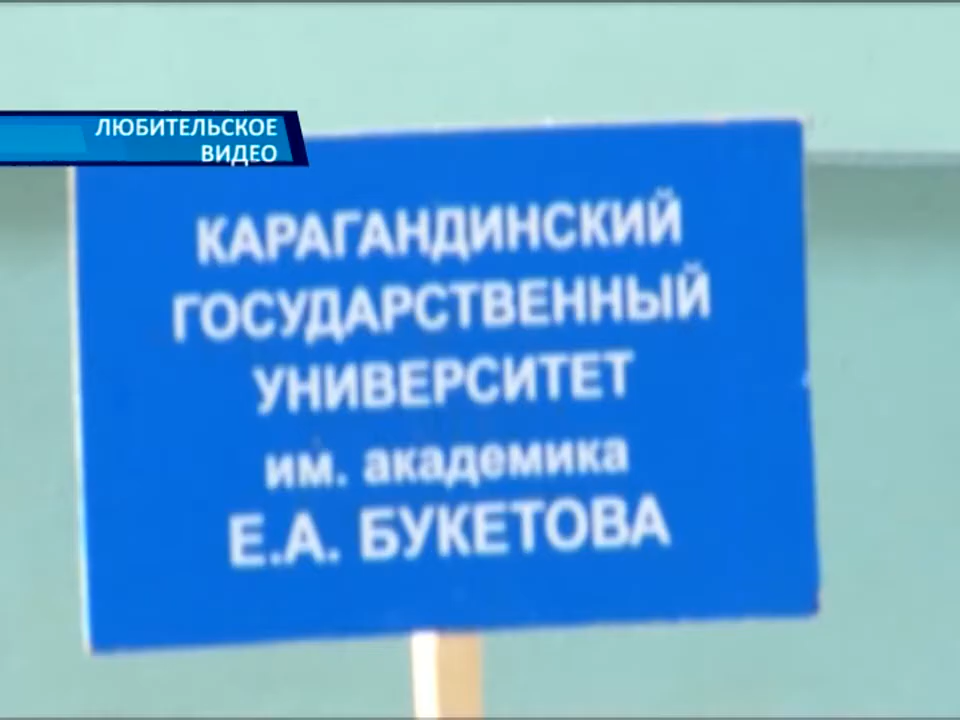 ЛЮБИТЕЛЬСКОЕ
ВИДЕО
КАРАГАНДИНСКИЙ
ГОСУДАРСТВЕННЫЙ
УНИВЕРСИТЕТ
им. академика
Е.А. БУКЕТОВА